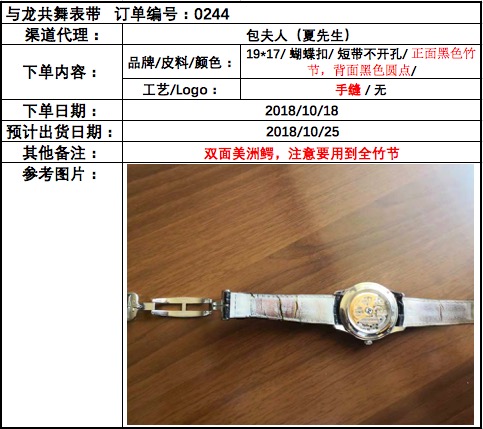 与龙共舞表带 订单编号：0244
渠道代理：
包夫人（夏先生）
下单内容：
品牌/皮料/颜色：
19*17/ 蝴蝶扣/ 短带不开孔/ 正面黑色竹
节，背面黑色圆点/
工艺/Logo：
手缝 / 无
下单日期：
2018/10/18
预计出货日期：
2018/10/25
其他备注：
双面美洲鳄，注意要用到全竹节
参考图片：